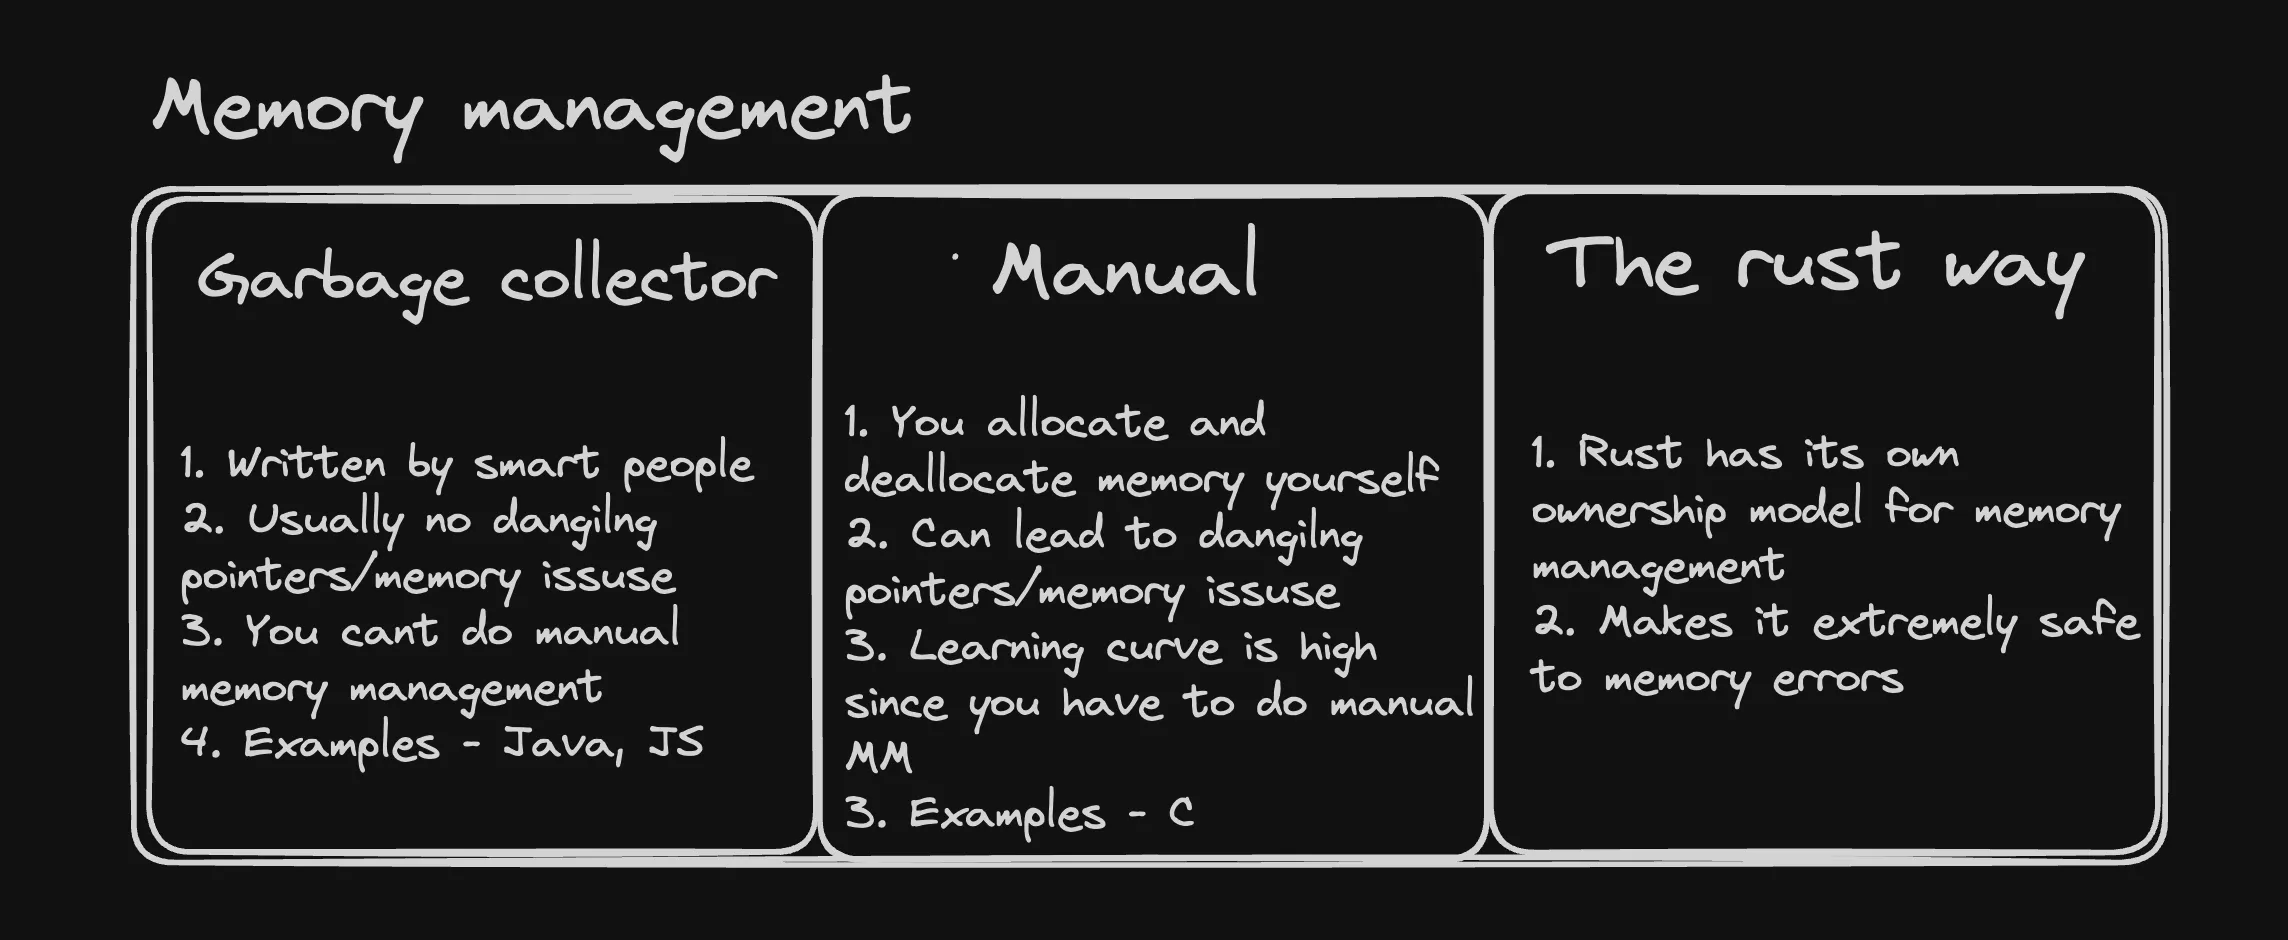 Memory management
Garbage collector
1. Written by smart people
2. Usually no dangilng
pointers/memory issuse
3. You cant do manual
memory management
4. Examples - Java, JS
Manual
1. You allocate and
deallocate memory yourself
2. Can lead to dangilng
pointers/memory issuse
3. Learning curve is high
since you have to do manual
MM
3. Examples - C
The rust way
1. Rust has its own
ownership model for memory
management
2. Makes it extremely safe
to memory errors